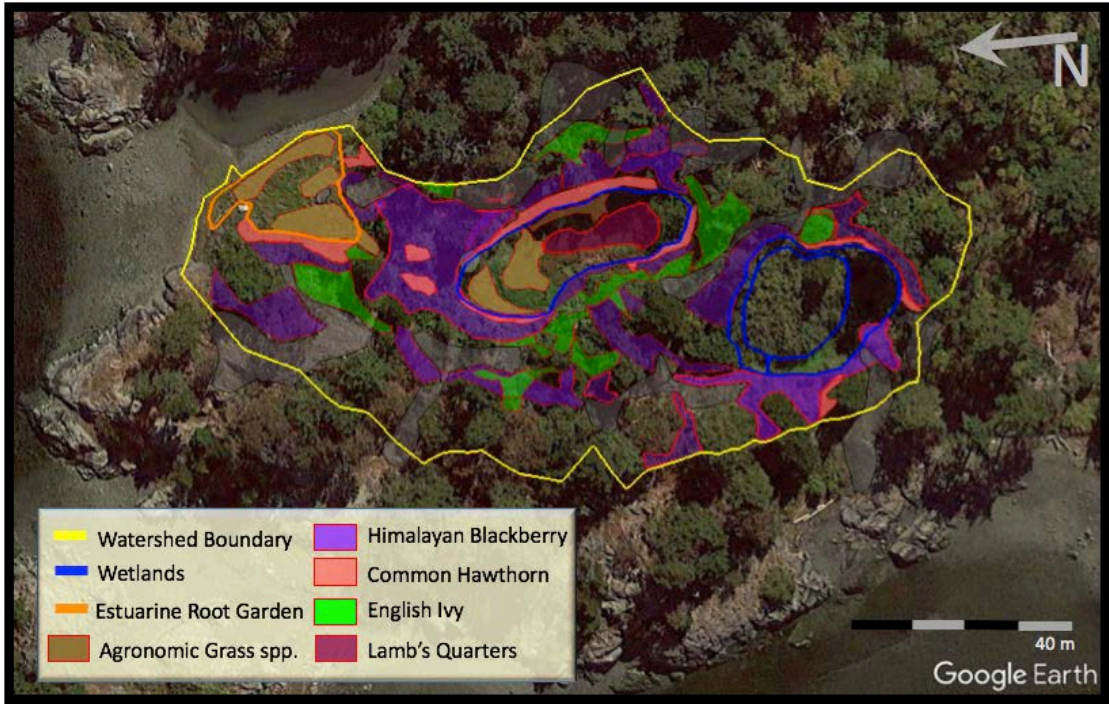 N
Watershed Boundary
Wetlands
Estuarine Root Garden
Agronomic Grass spp.
Himalayan Blackberry
Common Hawthorn
English Ivy
Lamb's Quarters
40 m
Google Earth